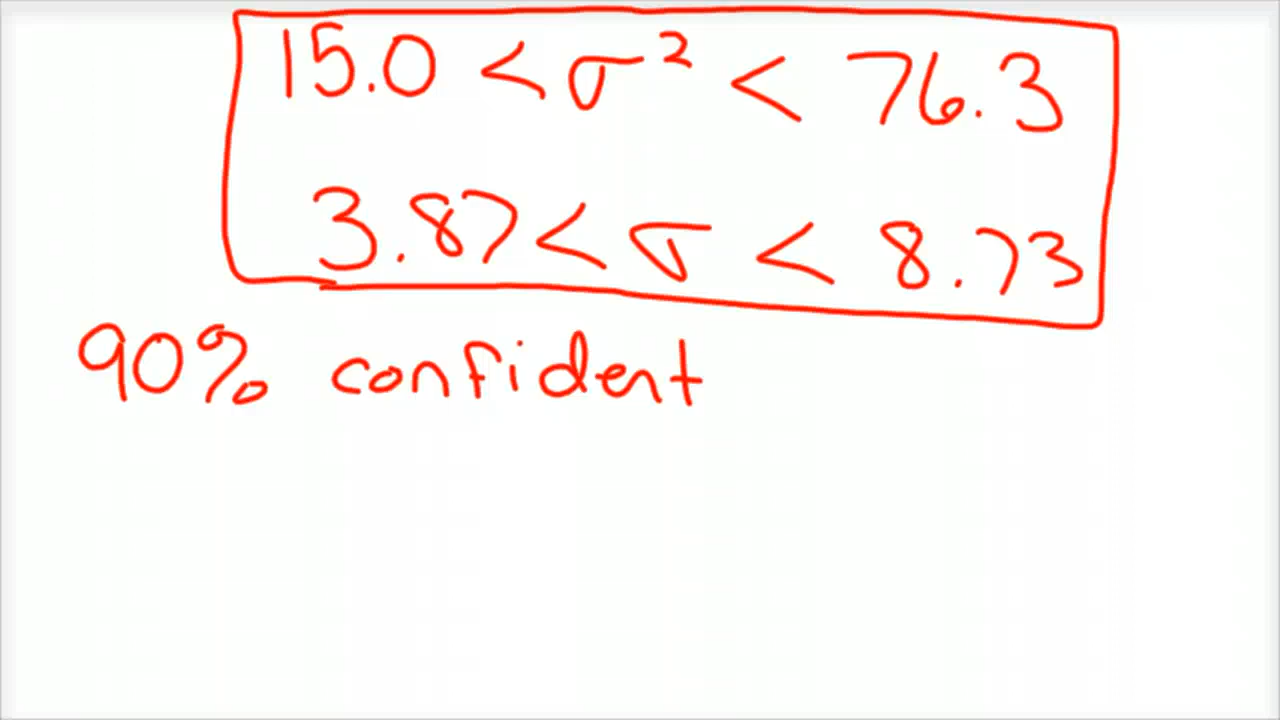 15.0 < σ² < 76.3
3.87 < σ < 8.73
90% confident